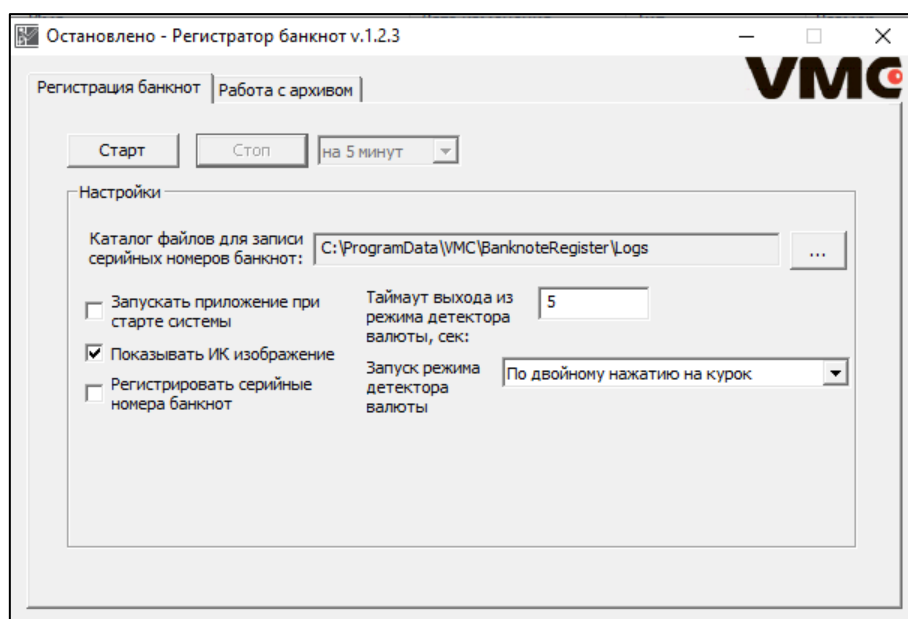 Остановлено - Регистратор банкнот v.1.2.3
VMC
Регистрация банкнот
Работа с архивом
Старт
Стоп
на 5 минут
Настройки
Каталог файлов для записи
серийных номеров банкнот:
C:\ProgramData\VMC\BanknoteRegister\Logs
...
Запускать приложение при
старте системы
Показывать ИК изображение
Регистрировать серийные
номера банкнот
Таймаут выхода из
режима детектора
валюты, сек:
5
Запуск режима
детектора
валюты
По двойному нажатию на курок